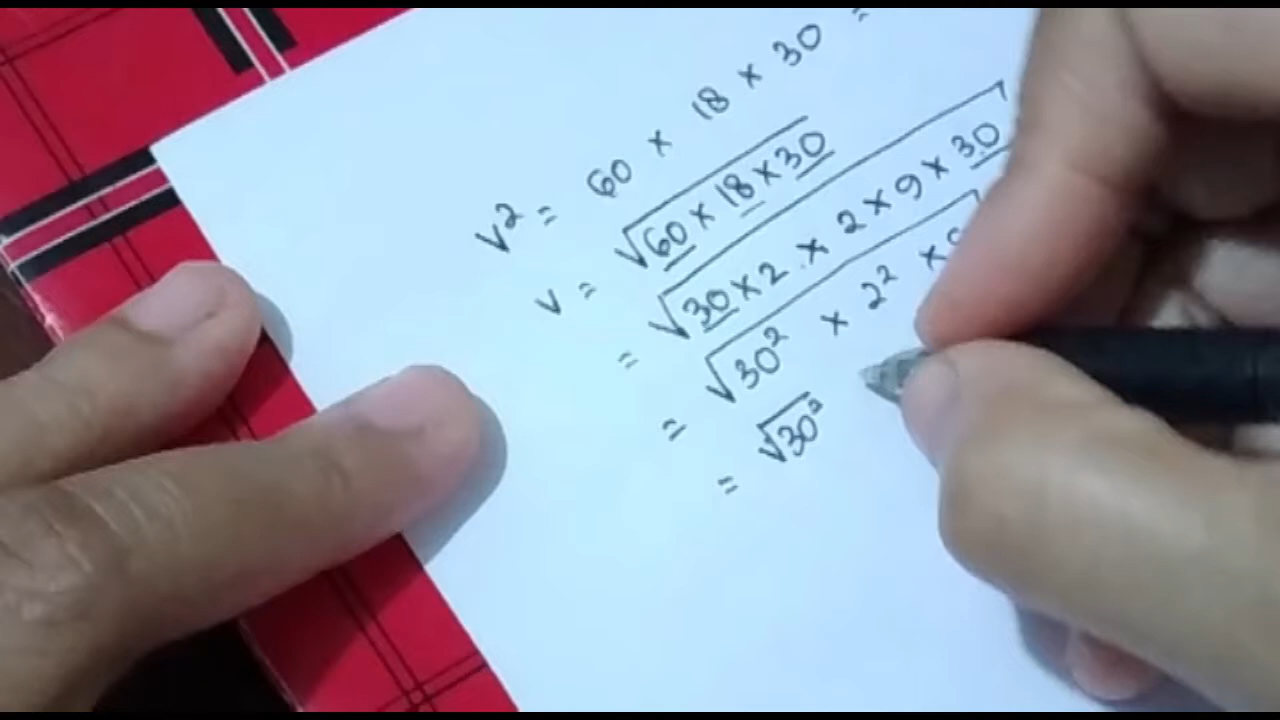 V² = 60 × 18 × 30 =
V = √60 × 18 × 30
= √30 × 2 × 2 × 9 × 30
= √30² × 2² ×
= √30²